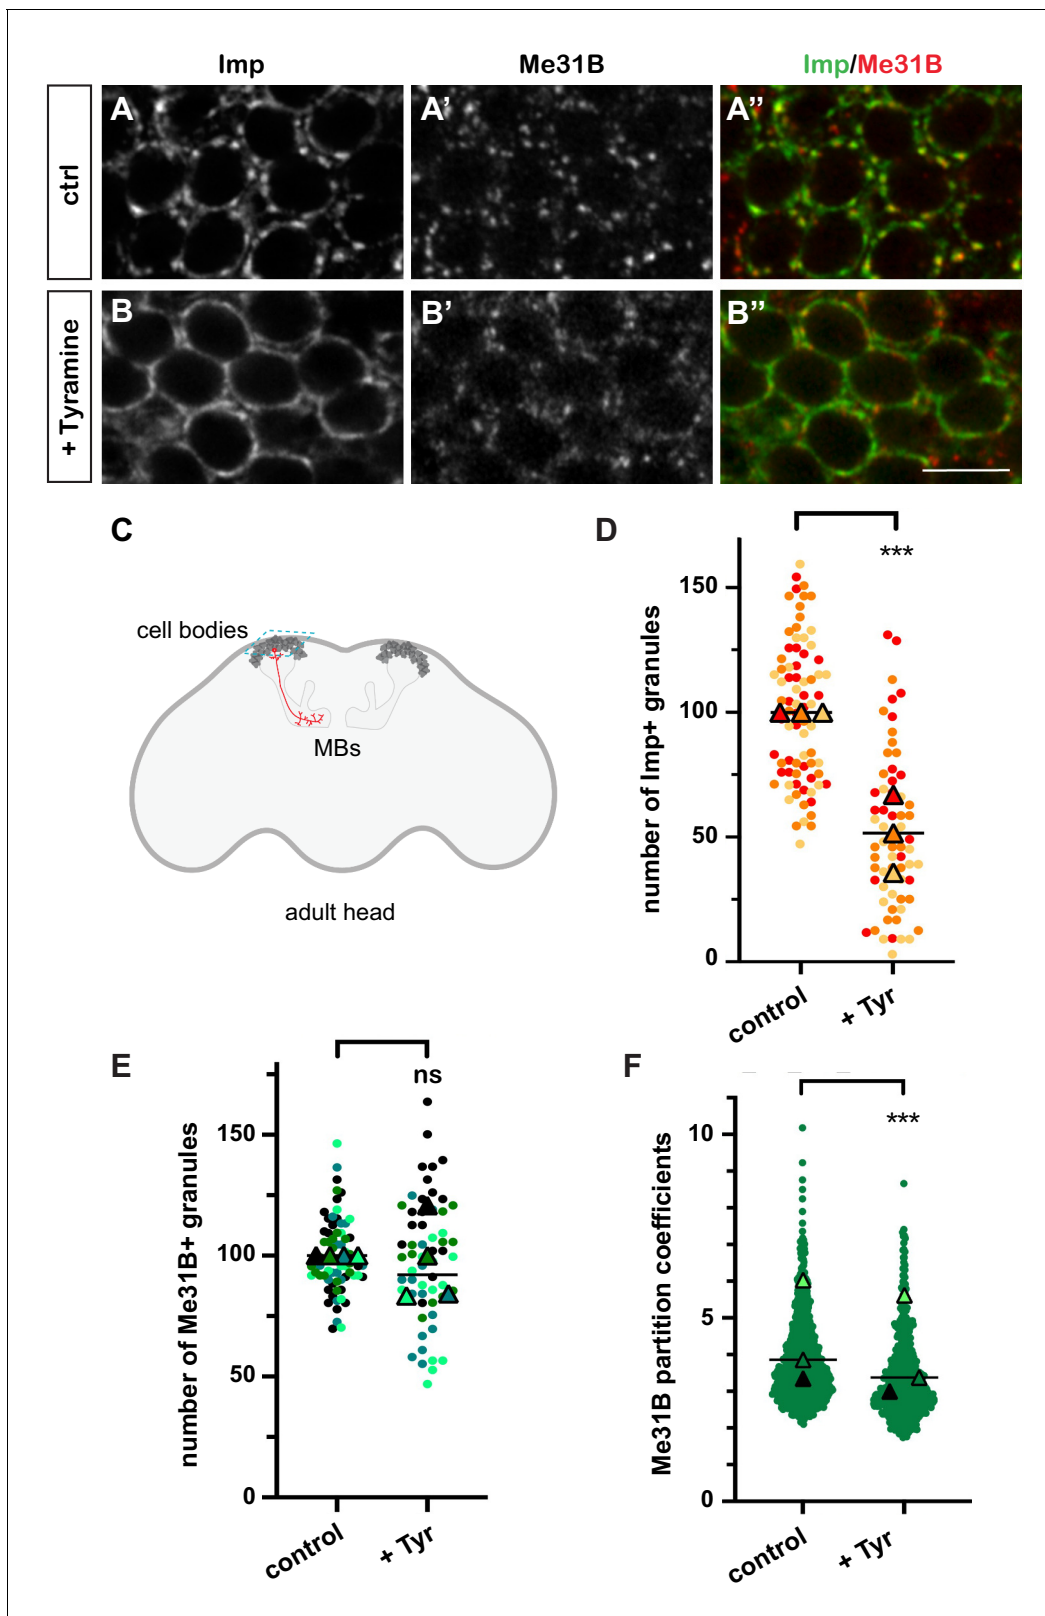 Imp
Me31B
Imp/Me31B
ctrl
A
A'
A''
+ Tyramine
B
B'
B''
C
cell bodies
MBs
adult head
D
***
number of Imp+ granules
150
100
50
0
control
+ Tyr
E
ns
number of Me31B+ granules
150
100
50
0
control
+ Tyr
F
***
Me31B partition coefficients
10
5
0
control
+ Tyr